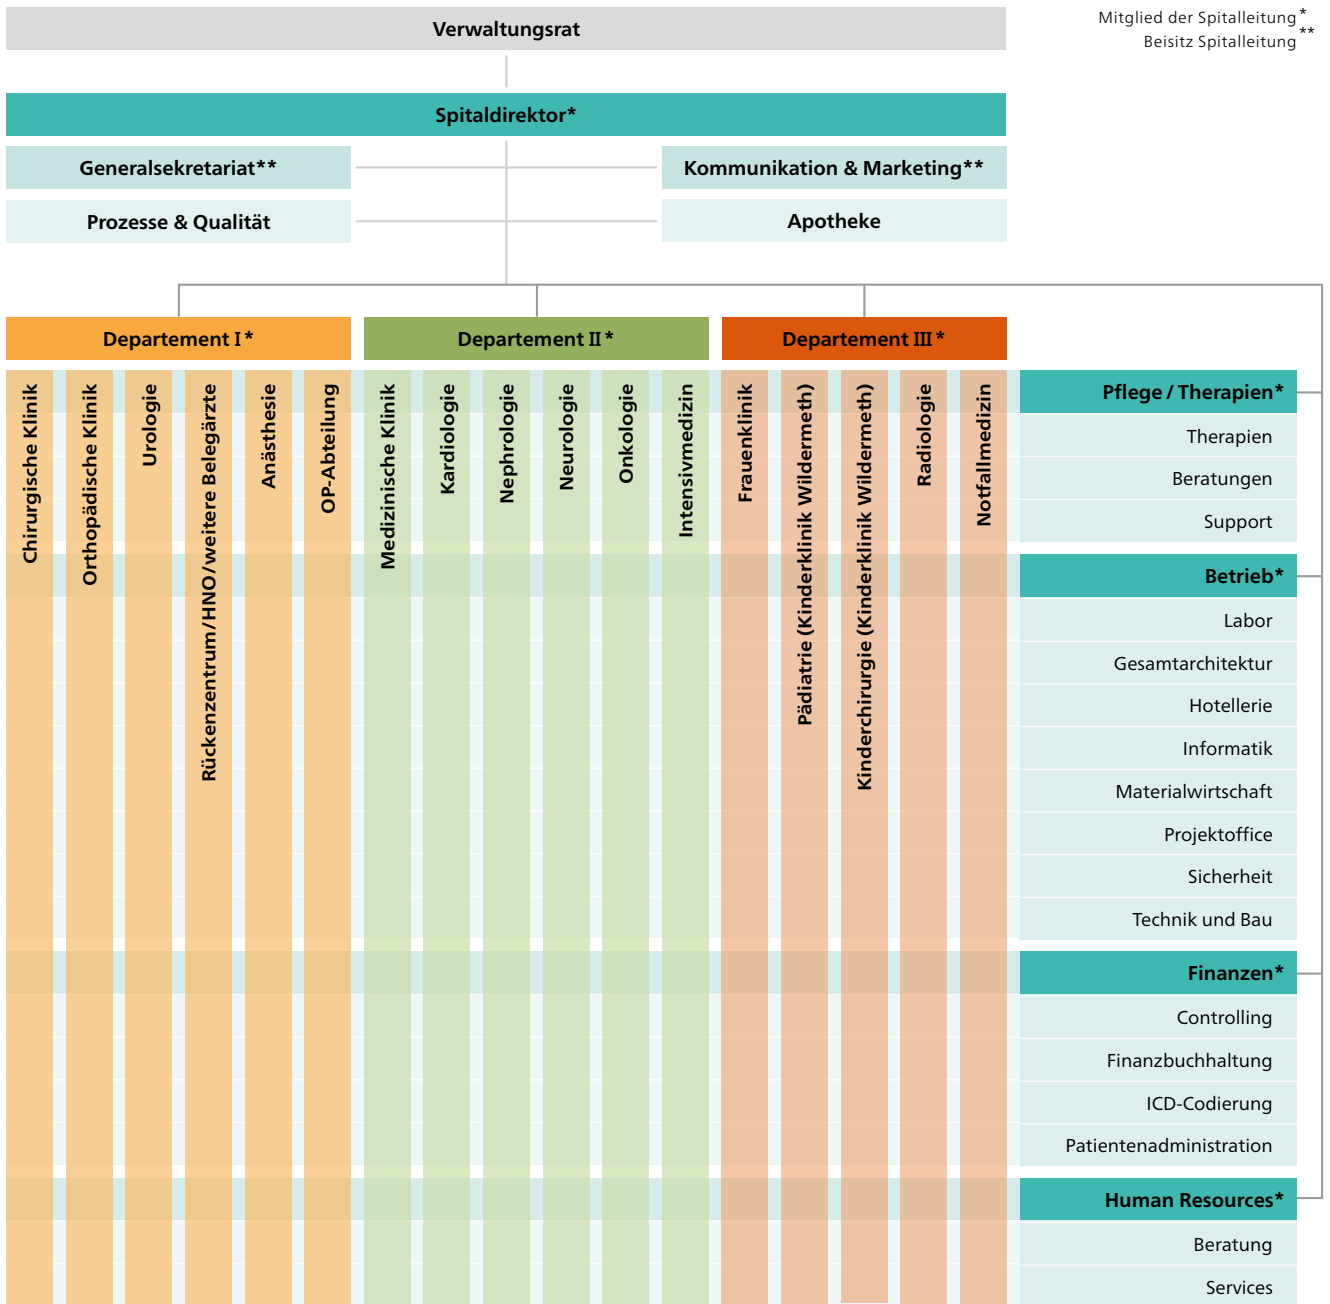 Verwaltungsrat
Mitglied der Spitalleitung*
Beisitz Spitalleitung**
Spitaldirektor*
Generalsekretariat**
Kommunikation & Marketing**
Prozesse & Qualität
Apotheke
Departement I*
Departement II*
Departement III*
Chirurgische Klinik
Orthopädische Klinik
Urologie
Rückenzentrum/HNO/weitere Belegärzte
Anästhesie
OP-Abteilung
Medizinische Klinik
Kardiologie
Nephrologie
Neurologie
Onkologie
Intensivmedizin
Frauenklinik
Pädiatrie (Kinderklinik Wildermeth)
Kinderchirurgie (Kinderklinik Wildermeth)
Radiologie
Notfallmedizin
Pflege / Therapien*
Therapien
Beratungen
Support
Betrieb*
Labor
Gesamtarchitektur
Hotellerie
Informatik
Materialwirtschaft
Projektoffice
Sicherheit
Technik und Bau
Finanzen*
Controlling
Finanzbuchhaltung
ICD-Codierung
Patientenadministration
Human Resources*
Beratung
Services